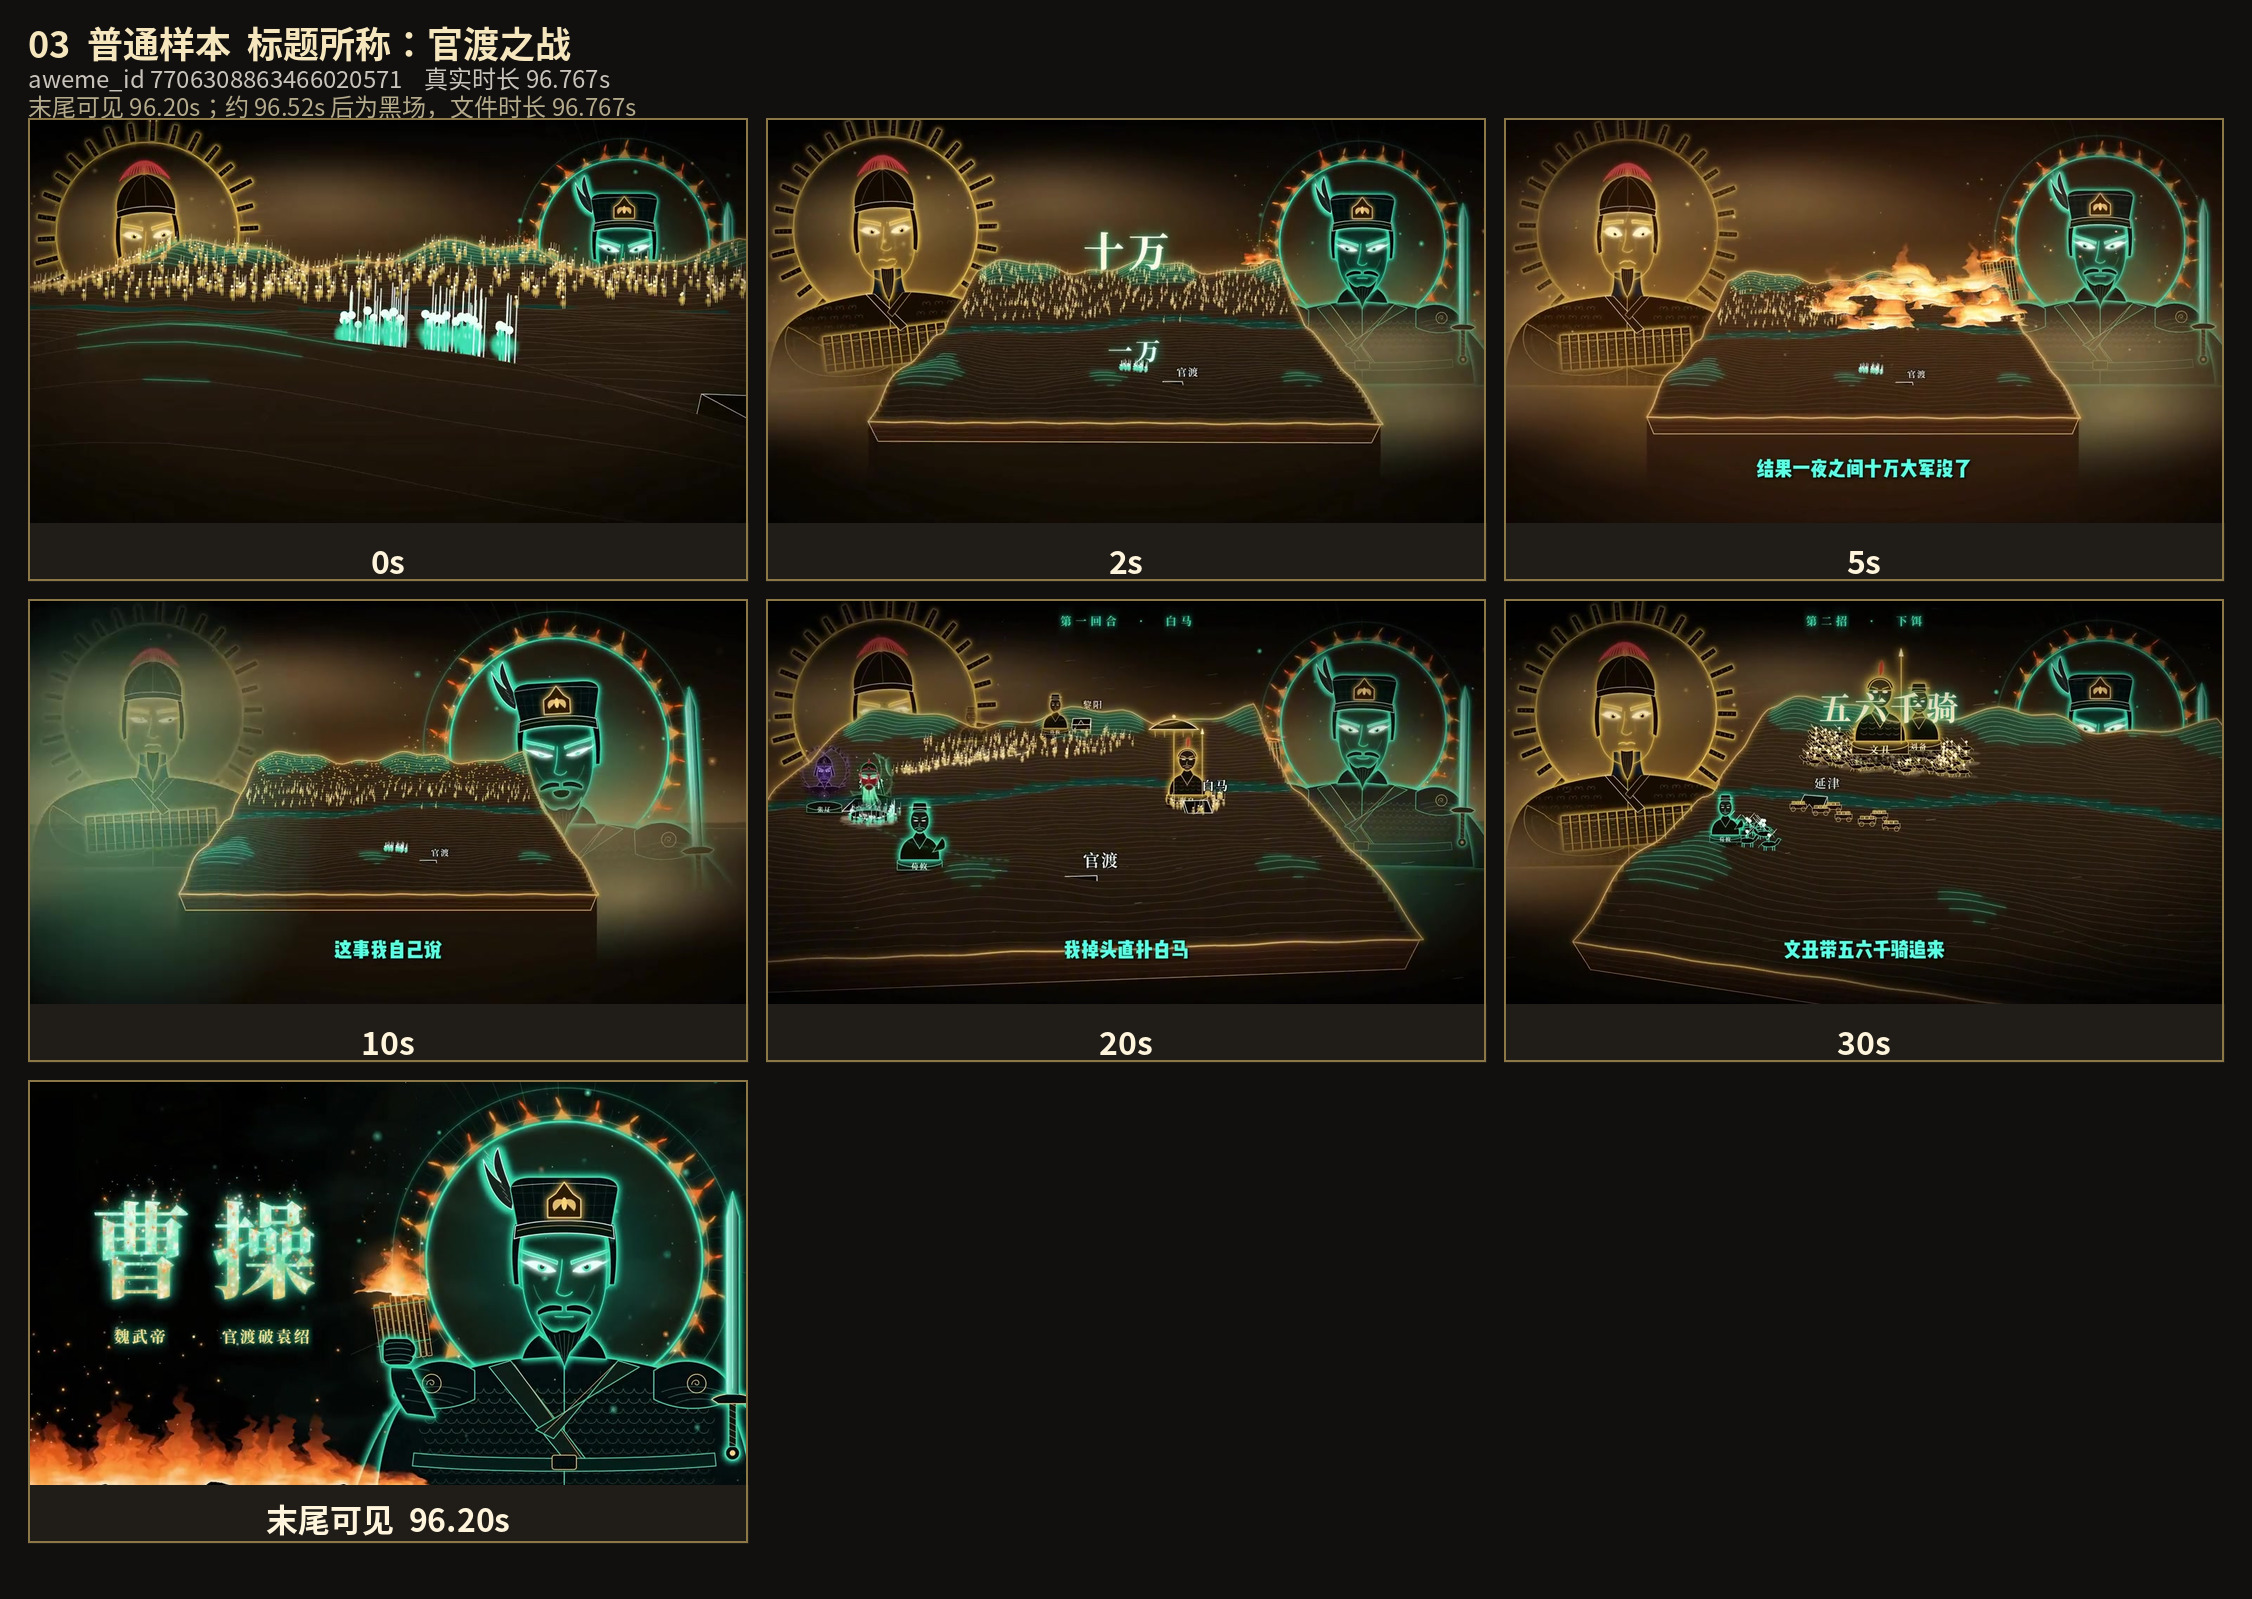 03 普通样本 标题所称：官渡之战
aweme_id 7706308863466020571 真实时长 96.767s
末尾可见 96.20s；约 96.52s 后为黑场，文件时长 96.767s
0s
十万
一万
官渡
2s
官渡
结果一夜之间十万大军没了
5s
官渡
这事我自己说
10s
第一回合 · 白马
黎阳
白马
荀攸
官渡
我掉头直扑白马
20s
第二招 · 下饵
五六千骑
文丑
延津
文丑带五六千骑追来
30s
曹操
魏武帝 · 官渡破袁绍
末尾可见 96.20s